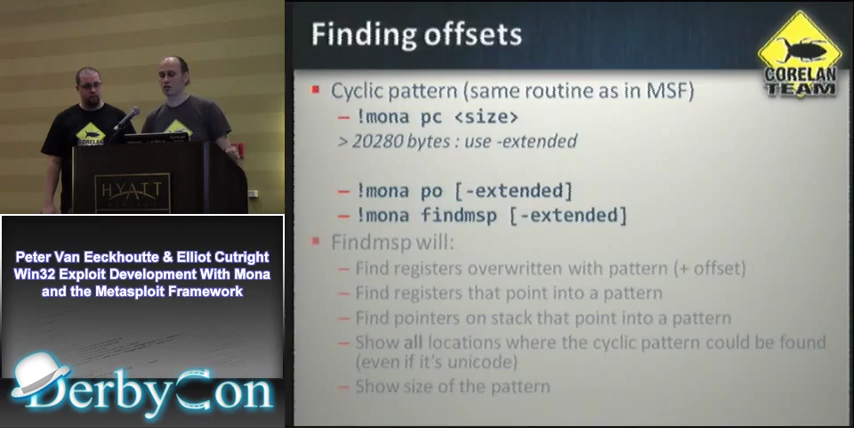 Finding offsets
CORELAN
TEAM
Cyclic pattern (same routine as in MSF)
– !mona pc <size>
> 20280 bytes : use -extended
– !mona po [-extended]
– !mona findmsp [-extended]
Findmsp will:
– Find registers overwritten with pattern (+ offset)
– Find registers that point into a pattern
– Find pointers on stack that point into a pattern
– Show all locations where the cyclic pattern could be found
(even if it's unicode)
– Show size of the pattern
CORELAN
HYATT
Peter Van Eeckhoutte & Elliot Cutright
Win32 Exploit Development With Mona
and the Metasploit Framework
DerbyCon